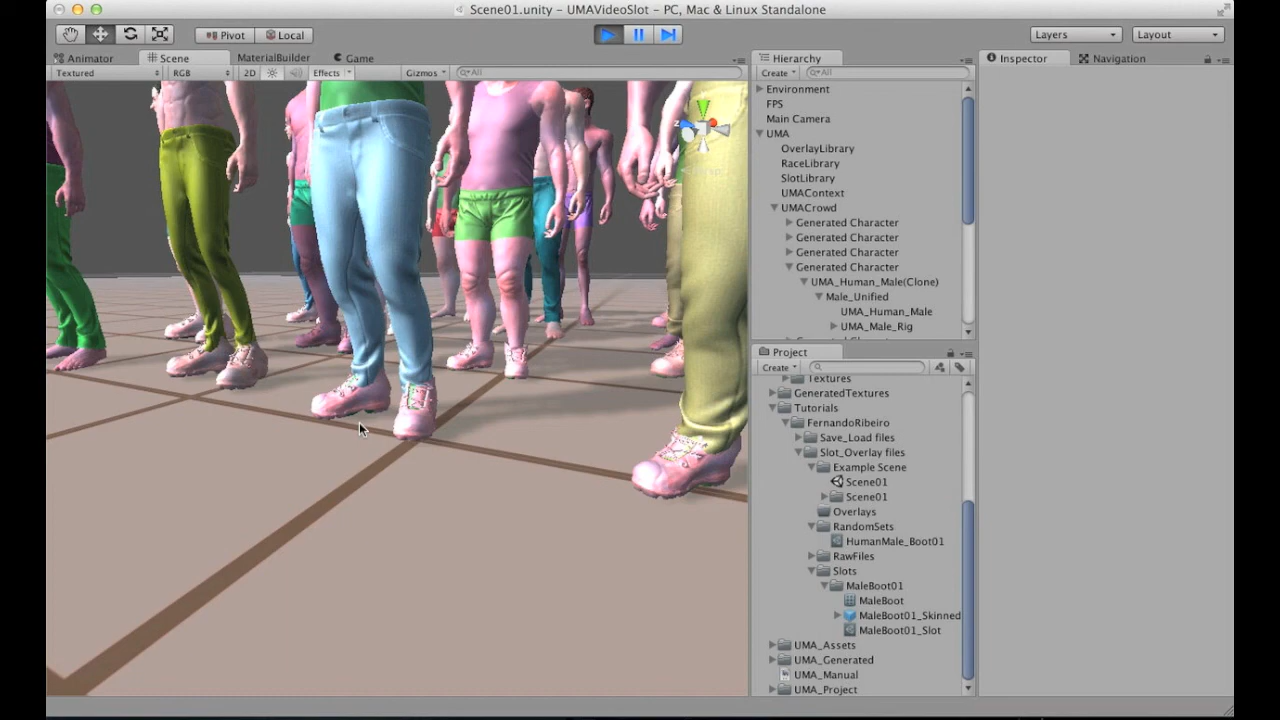 Scene01.unity - UMAVideoSlot - PC, Mac & Linux Standalone
Pivot Local Layers Layout
Animator Scene MaterialBuilder Game
Textured RGB 2D Effects Gizmos All
Hierarchy
Create All
Environment
FPS
Main Camera
UMA
OverlayLibrary
RaceLibrary
SlotLibrary
UMAContext
UMACrowd
Generated Character
Generated Character
Generated Character
Generated Character
UMA_Human_Male(Clone)
Male_Unified
UMA_Human_Male
UMA_Male_Rig
Project
Create
Textures
GeneratedTextures
Tutorials
FernandoRibeiro
Save_Load files
Slot_Overlay files
Example Scene
Scene01
Scene01
Overlays
RandomSets
HumanMale_Boot01
RawFiles
Slots
MaleBoot01
MaleBoot
MaleBoot01_Skinned
MaleBoot01_Slot
UMA_Assets
UMA_Generated
UMA_Manual
UMA_Project
Inspector Navigation